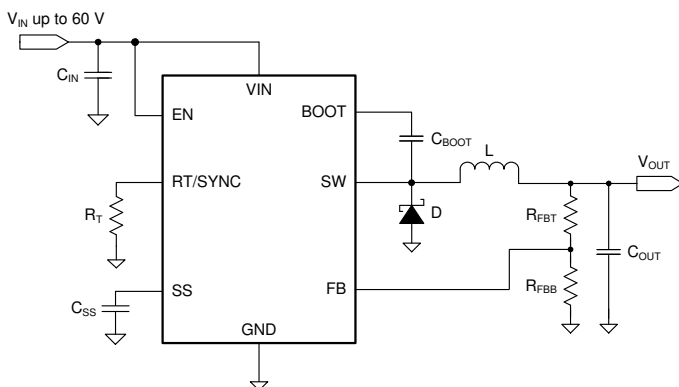 V_IN up to 60 V
C_IN
VIN
EN
BOOT
C_BOOT
L
V_OUT
RT/SYNC
SW
R_T
D
R_FBT
C_OUT
SS
FB
R_FBB
C_SS
GND